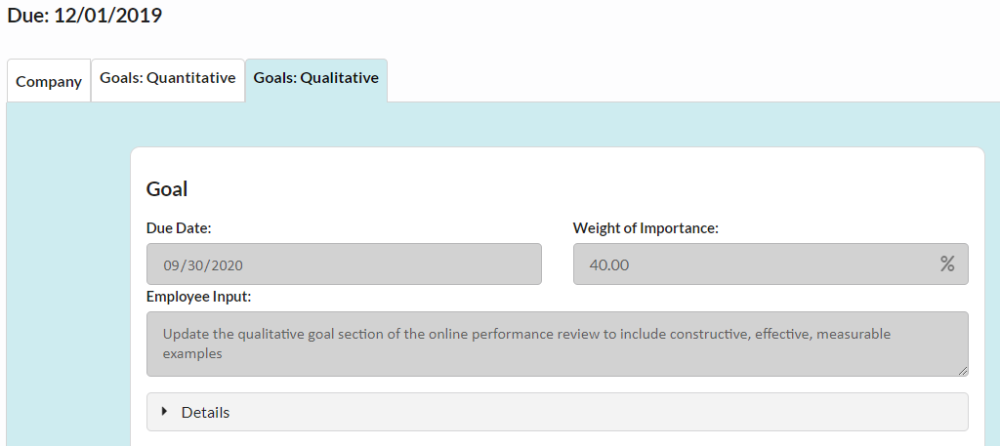 Due: 12/01/2019
Company
Goals: Quantitative
Goals: Qualitative
Goal
Due Date:
Weight of Importance:
09/30/2020
40.00 %
Employee Input:
Update the qualitative goal section of the online performance review to include constructive, effective, measurable
examples
Details